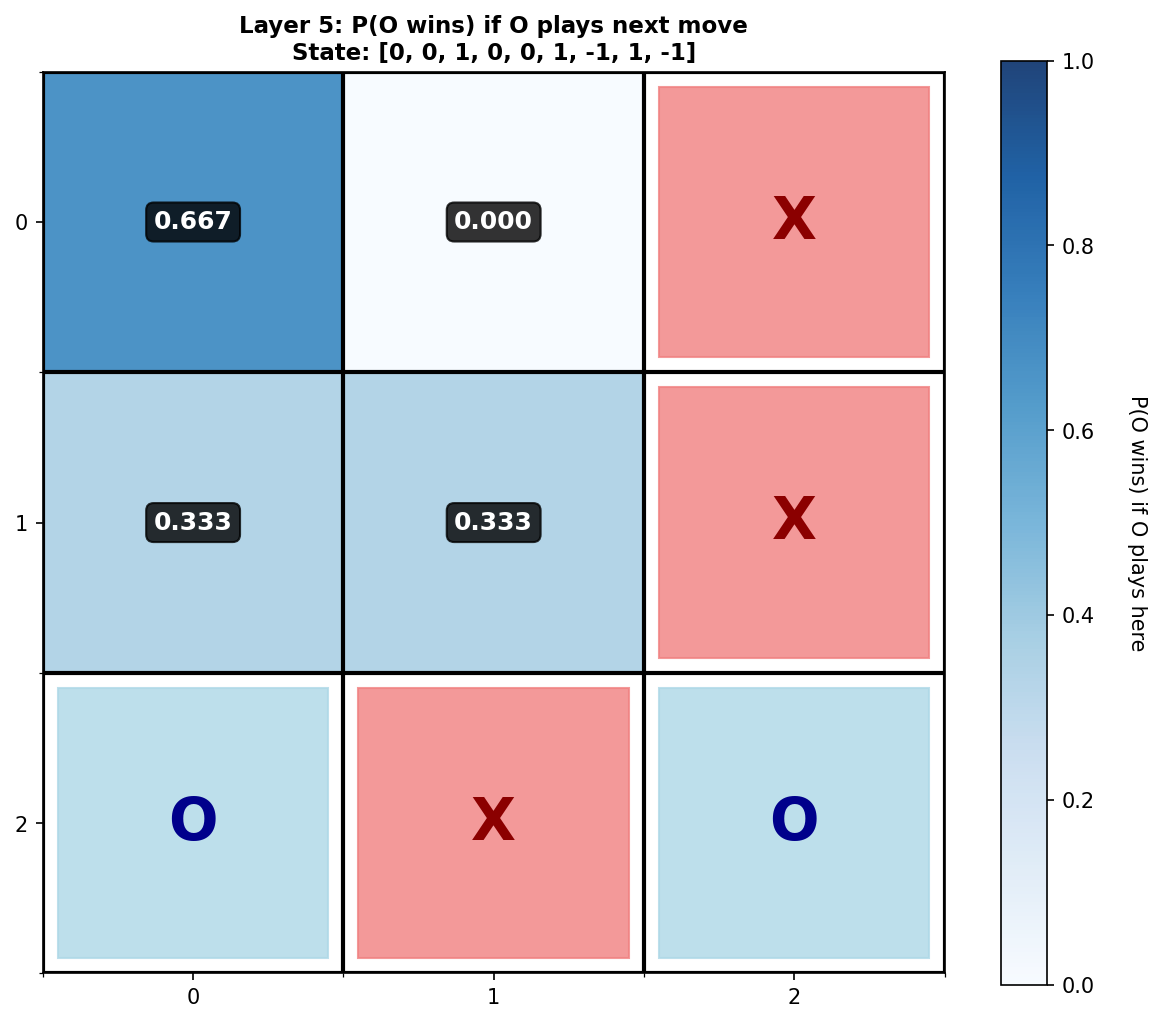 Layer 5: P(O wins) if O plays next move
State: [0, 0, 1, 0, 0, 1, -1, 1, -1]
0.667 0.000 X
0
0.333 0.333 X
1
O X O
2
0 1 2
1.0
0.8
0.6
0.4
0.2
0.0
P(O wins) if O plays here